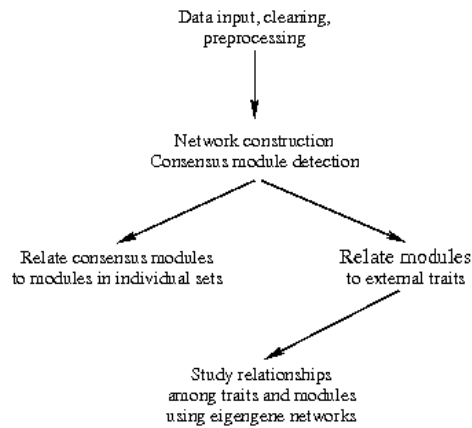 Data input, cleaning,
preprocessing
Network construction
Consensus module detection
Relate consensus modules
to modules in individual sets
Relate modules
to external traits
Study relationships
among traits and modules
using eigengene networks